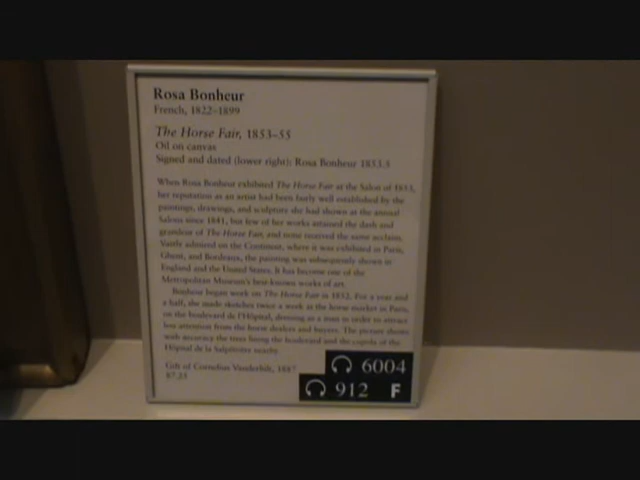 Rosa Bonheur
French, 1822–1899
The Horse Fair, 1853–55
Oil on canvas
Signed and dated (lower right): Rosa Bonheur 1853.5
When Rosa Bonheur exhibited The Horse Fair at the Salon of 1853,
her reputation as an artist had been fairly well established by the
paintings, drawings, and sculpture she had shown at the annual
Salons since 1841, but few of her works attained the dash and
grandeur of The Horse Fair, and none received the same acclaim.
Vastly admired on the Continent, where it was exhibited in Paris,
Ghent, and Bordeaux, the painting was subsequently shown in
England and the United States. It has become one of the
Metropolitan Museum's best-known works of art.
Bonheur began work on The Horse Fair in 1852. For a year and
a half, she made sketches twice a week at the horse market in Paris,
on the boulevard de l'Hôpital, dressing as a man in order to attract
less attention from the horse dealers and buyers. The picture shows
with accuracy the trees lining the boulevard and the cupola of the
Hôpital de la Salpêtrière nearby.
Gift of Cornelius Vanderbilt, 1887
87.25
6004
912 F